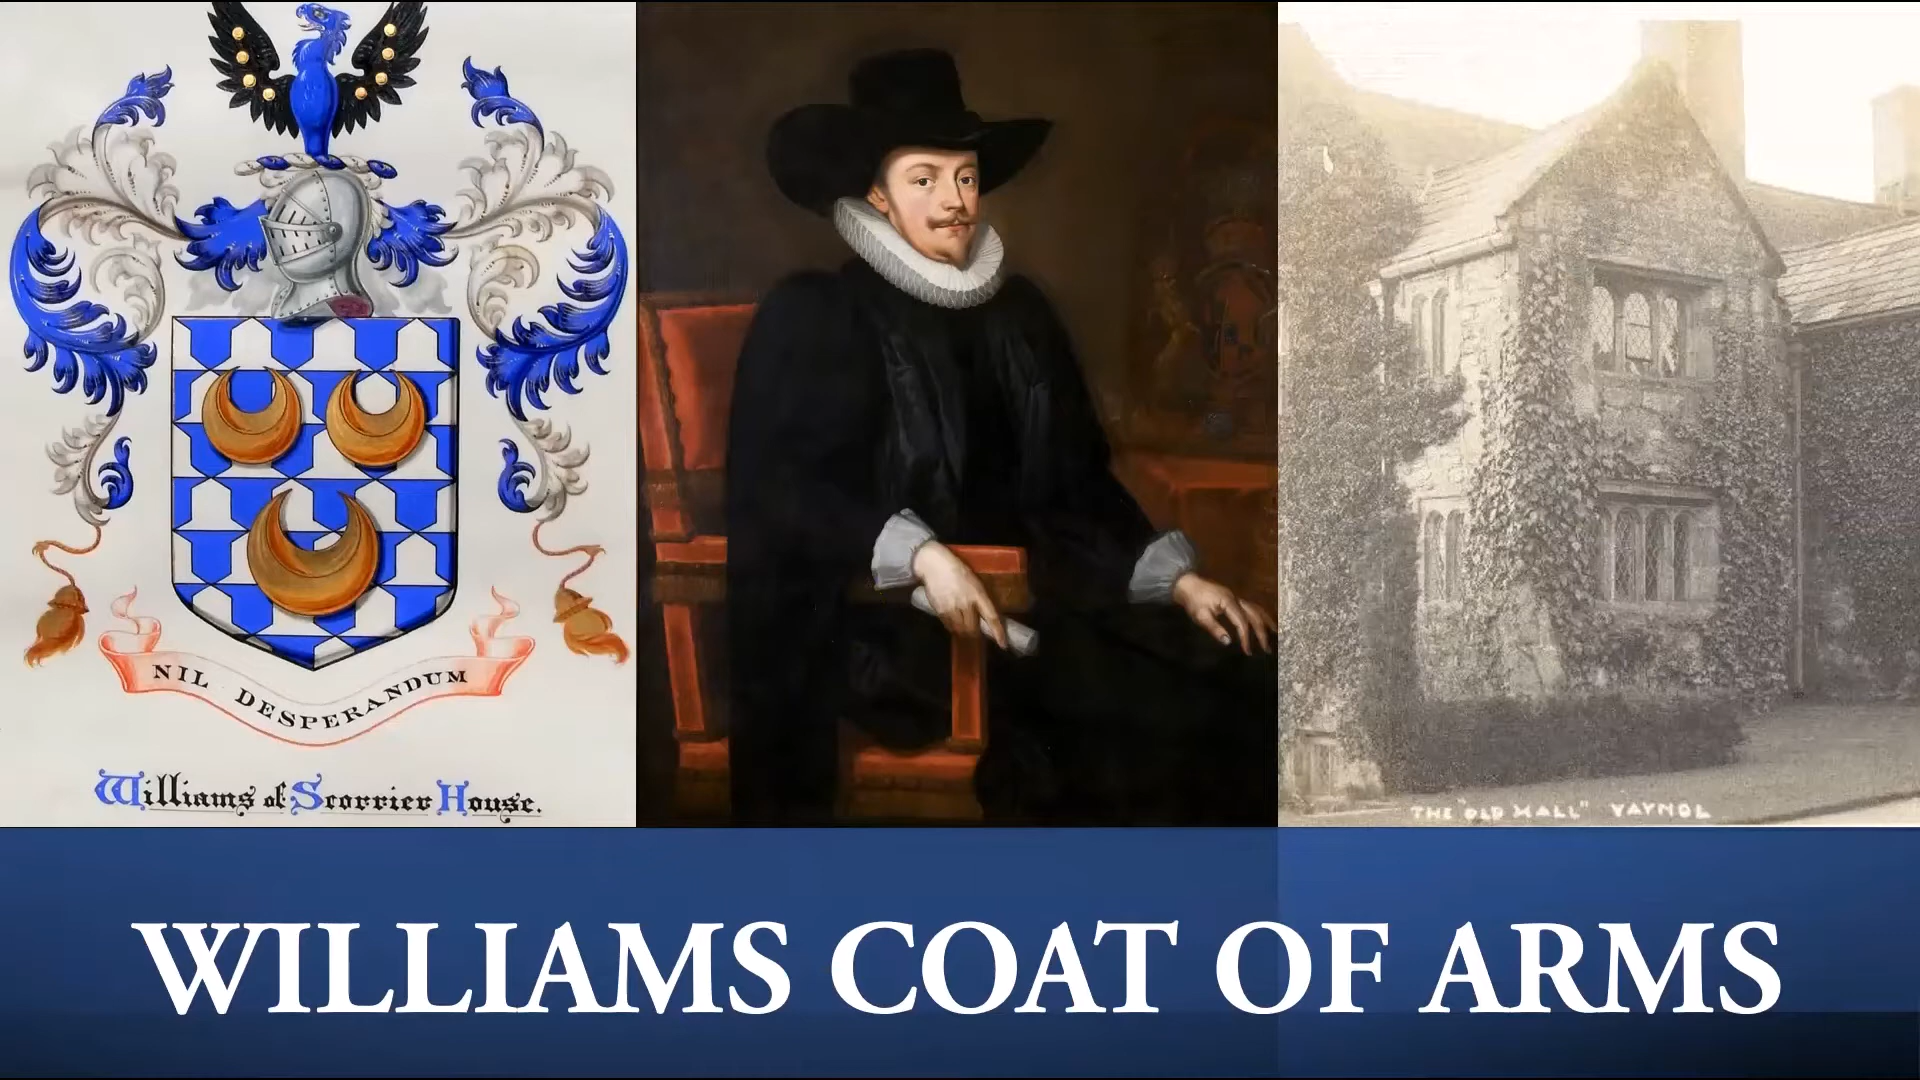 NIL DESPERANDUM
Williams of Scorrier House.
THE "OLD HALL" VAYNOL
WILLIAMS COAT OF ARMS